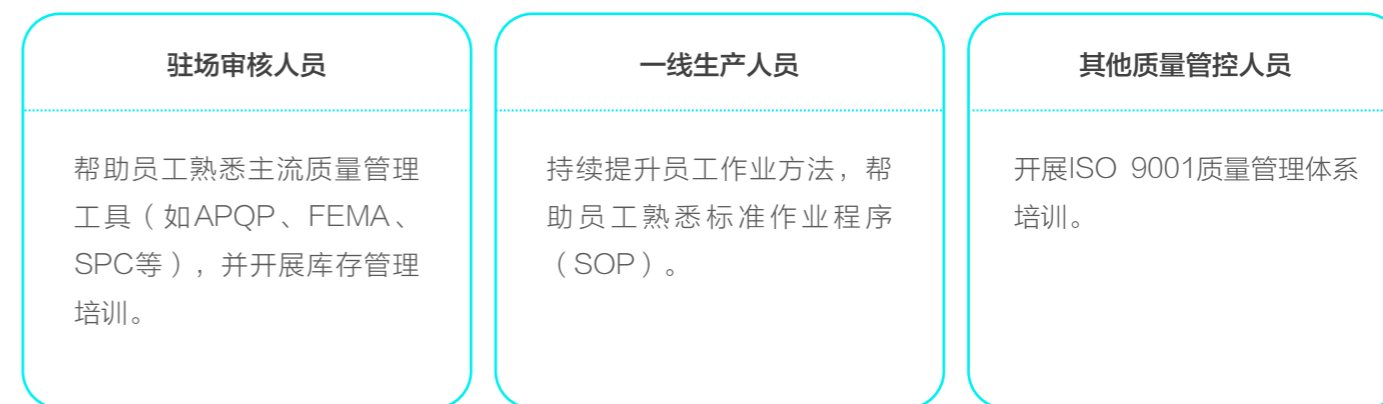 驻场审核人员
帮助员工熟悉主流质量管理
工具（如APQP、FEMA、
SPC等），并开展库存管理
培训。
一线生产人员
持续提升员工作业方法，帮
助员工熟悉标准作业程序
（SOP）。
其他质量管控人员
开展ISO 9001质量管理体系
培训。